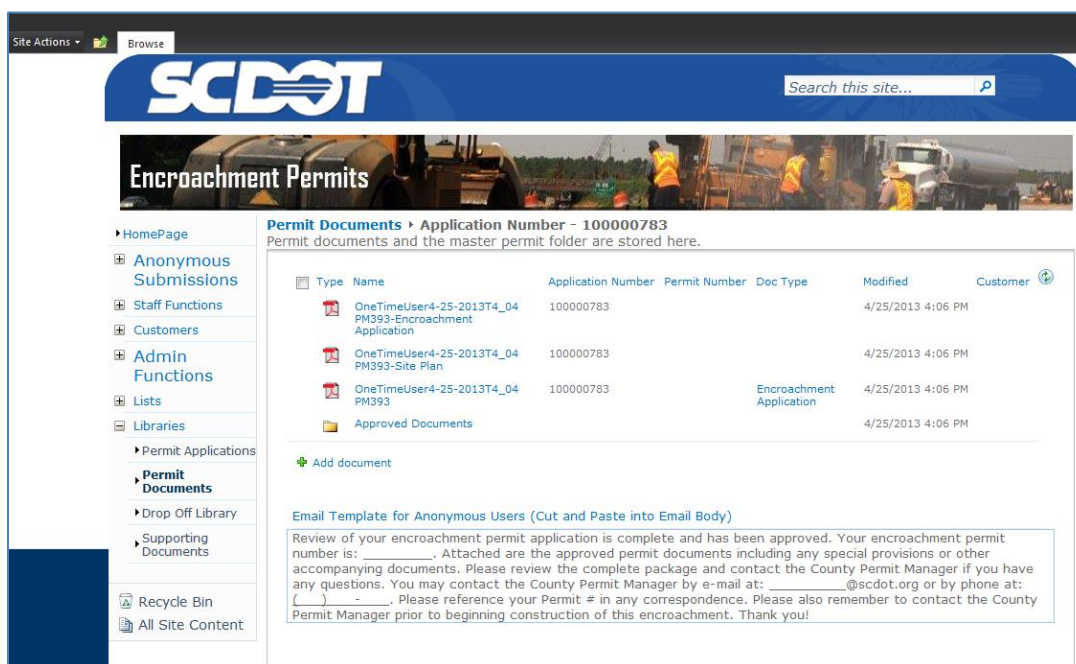 Site Actions
Browse
SCDOT
Search this site...
Encroachment Permits
HomePage
Anonymous
Submissions
Staff Functions
Customers
Admin
Functions
Lists
Libraries
Permit Applications
Permit
Documents
Drop Off Library
Supporting
Documents
Recycle Bin
All Site Content
Permit Documents › Application Number - 100000783
Permit documents and the master permit folder are stored here.
Type Name Application Number Permit Number Doc Type Modified Customer
OneTimeUser4-25-2013T4_04 100000783 4/25/2013 4:06 PM
PM393-Encroachment
Application
OneTimeUser4-25-2013T4_04 100000783 4/25/2013 4:06 PM
PM393-Site Plan
OneTimeUser4-25-2013T4_04 100000783 Encroachment 4/25/2013 4:06 PM
PM393 Application
Approved Documents 4/25/2013 4:06 PM
Add document
Email Template for Anonymous Users (Cut and Paste into Email Body)
Review of your encroachment permit application is complete and has been approved. Your encroachment permit
number is: __________. Attached are the approved permit documents including any special provisions or other
accompanying documents. Please review the complete package and contact the County Permit Manager if you have
any questions. You may contact the County Permit Manager by e-mail at: ___________@scdot.org or by phone at:
(___)___-____. Please reference your Permit # in any correspondence. Please also remember to contact the County
Permit Manager prior to beginning construction of this encroachment. Thank you!